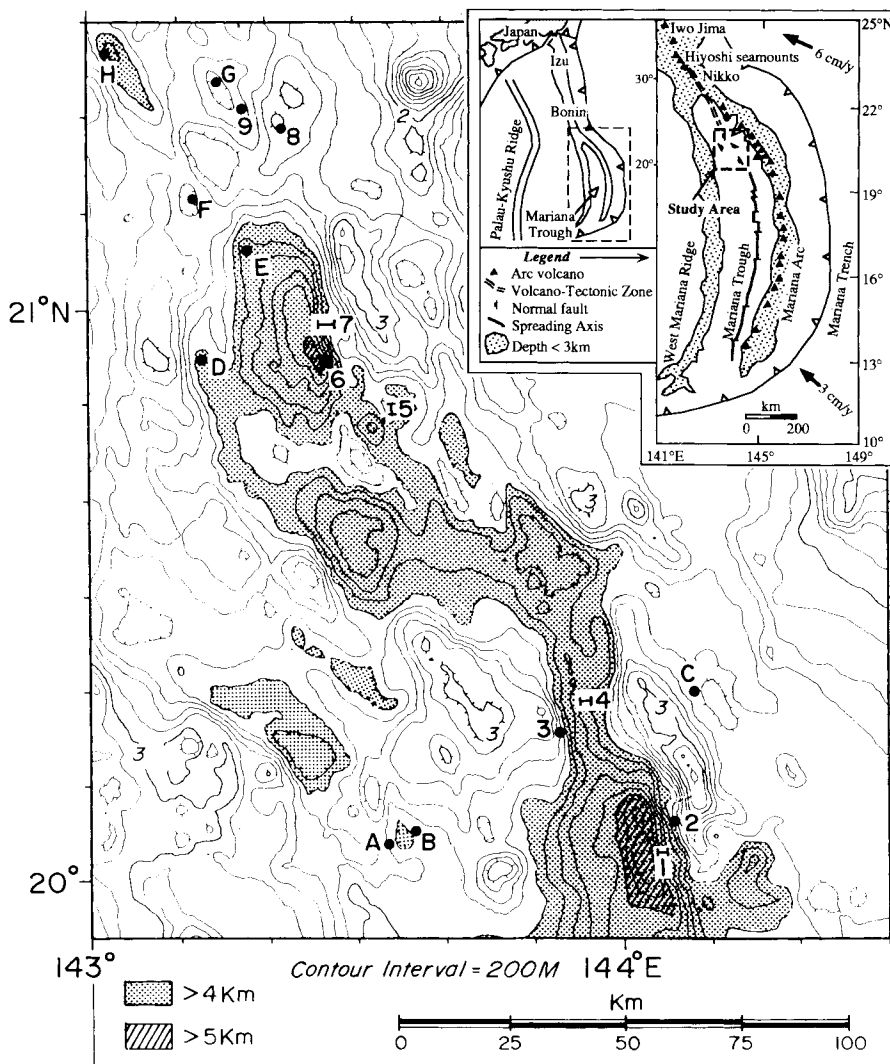 H
G
9
8
2
F
E
21°N
7
3
D
6
5
3
C
4
3
3
3
3
2
A
B
1
20°
143°
144°E
Contour Interval = 200M
>4Km
>5Km
Km
0 25 50 75 100
Japan
Izu
30°
Bonin
20°
Palau-Kyushu Ridge
Mariana
Trough
Legend
Arc volcano
Volcano-Tectonic Zone
Normal fault
Spreading Axis
Depth < 3km
Iwo Jima
Hiyoshi seamounts
Nikko
6 cm/y
Study Area
West Mariana Ridge
Mariana Trough
Mariana Arc
Mariana Trench
3 cm/y
km
0 200
25°N
22°
19°
16°
13°
10°
141°E
145°
149°